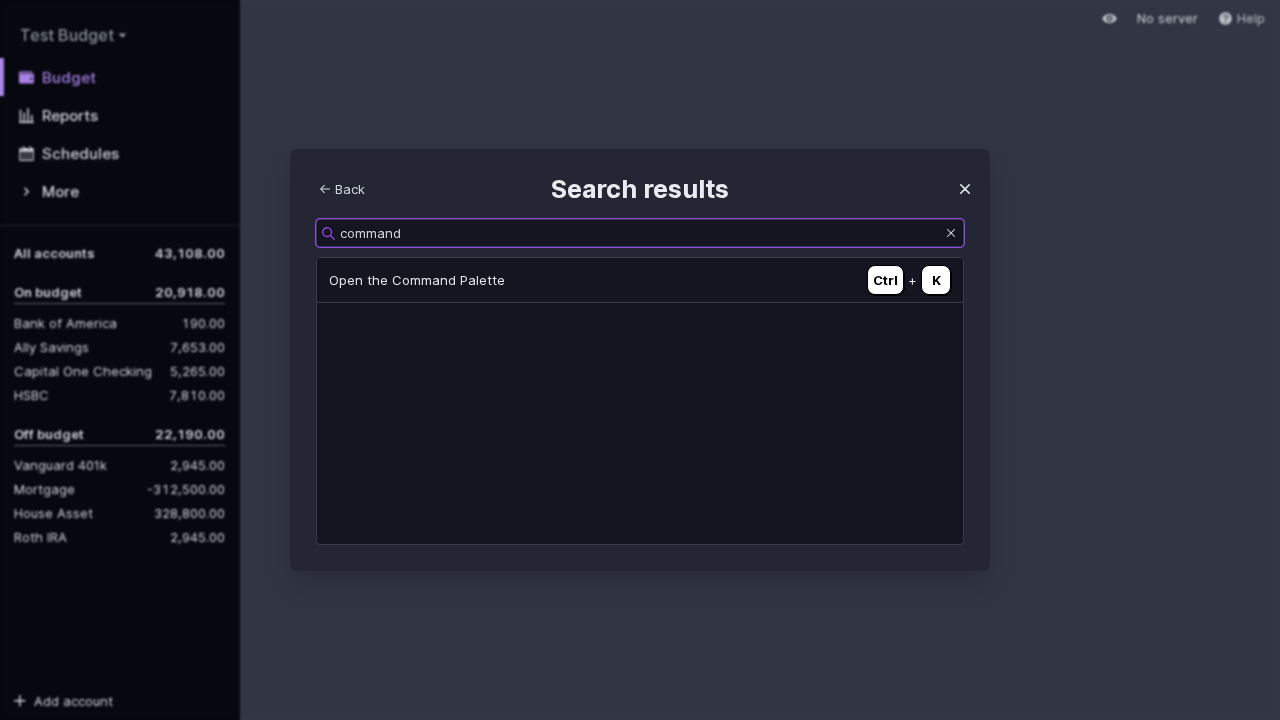 Test Budget
Budget
Reports
Schedules
More
All accounts 43,108.00
On budget 20,918.00
Bank of America 190.00
Ally Savings 7,653.00
Capital One Checking 5,265.00
HSBC 7,810.00
Off budget 22,190.00
Vanguard 401k 2,945.00
Mortgage -312,500.00
House Asset 328,800.00
Roth IRA 2,945.00
Add account
No server Help
Back Search results
command
Open the Command Palette Ctrl + K